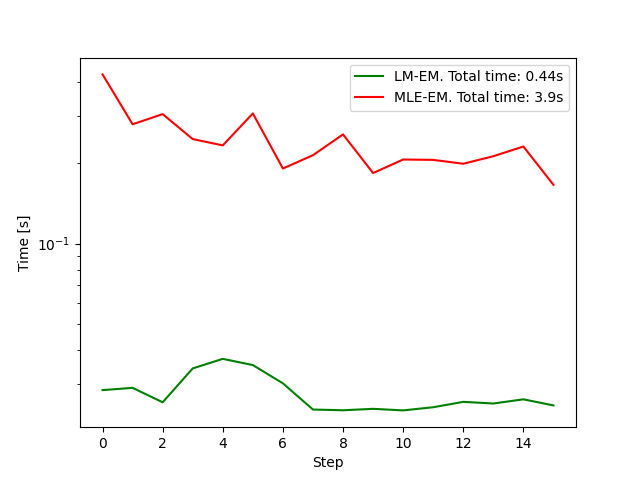 LM-EM. Total time: 0.44s
MLE-EM. Total time: 3.9s
Time [s]
10⁻¹
0 2 4 6 8 10 12 14
Step